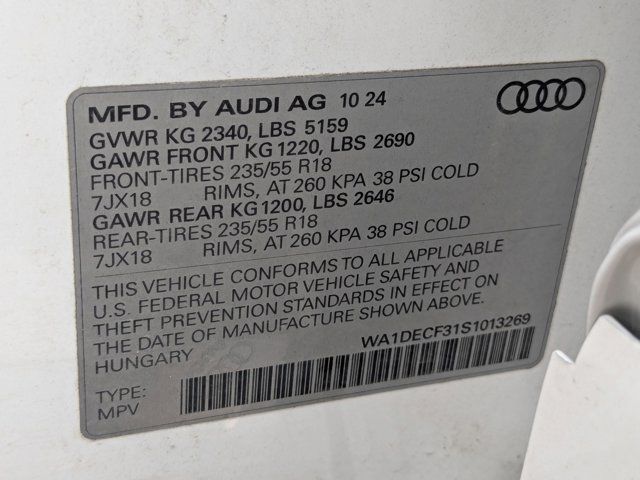 MFD. BY AUDI AG 10 24
GVWR KG 2340, LBS 5159
GAWR FRONT KG 1220, LBS 2690
FRONT-TIRES 235/55 R18
7JX18 RIMS, AT 260 KPA 38 PSI COLD
GAWR REAR KG 1200, LBS 2646
REAR-TIRES 235/55 R18
7JX18 RIMS, AT 260 KPA 38 PSI COLD
THIS VEHICLE CONFORMS TO ALL APPLICABLE
U.S. FEDERAL MOTOR VEHICLE SAFETY AND
THEFT PREVENTION STANDARDS IN EFFECT ON
THE DATE OF MANUFACTURE SHOWN ABOVE.
HUNGARY WA1DECF31S1013269
TYPE:
MPV